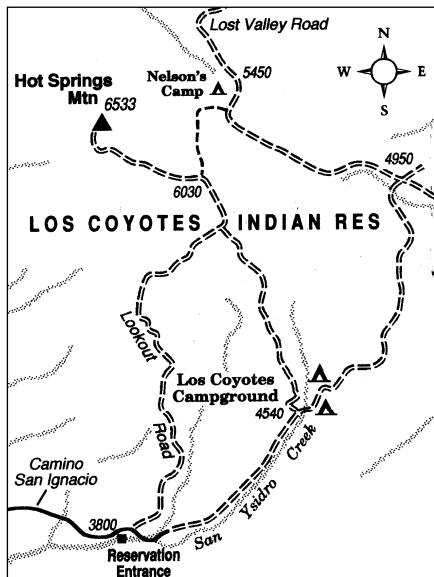 Lost Valley Road
N
W E
S
Hot Springs
Mtn
6533
Nelson's
Camp
5450
4950
6030
LOS COYOTES INDIAN RES
Lookout
Road
Los Coyotes
Campground
4540
Camino
San Ignacio
3800
Reservation
Entrance
San
Ysidro
Creek